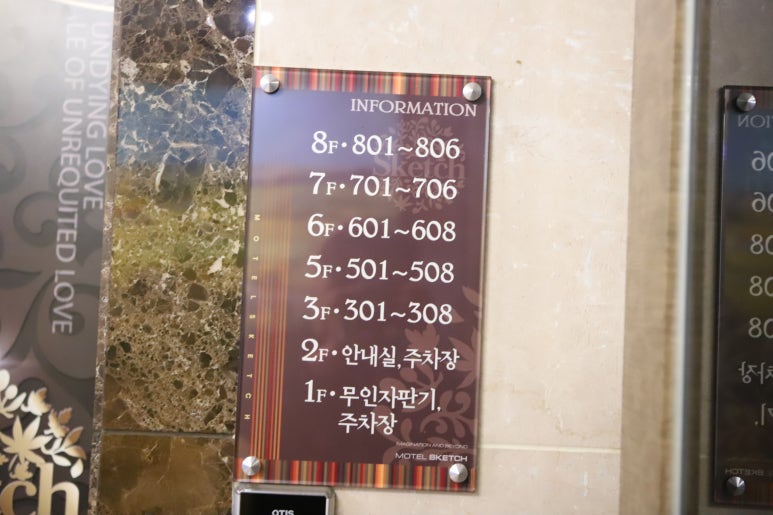 UNDYING LOVE
ALE OF UNREQUITED LOVE
INFORMATION
Sketch
8F·801~806
7F·701~706
6F·601~608
5F·501~508
3F·301~308
2F·안내실,주차장
1F·무인자판기,
주차장
MOTEL SKETCH
IMAGINATION AND BEYOND
MOTEL SKETCH
OTIS